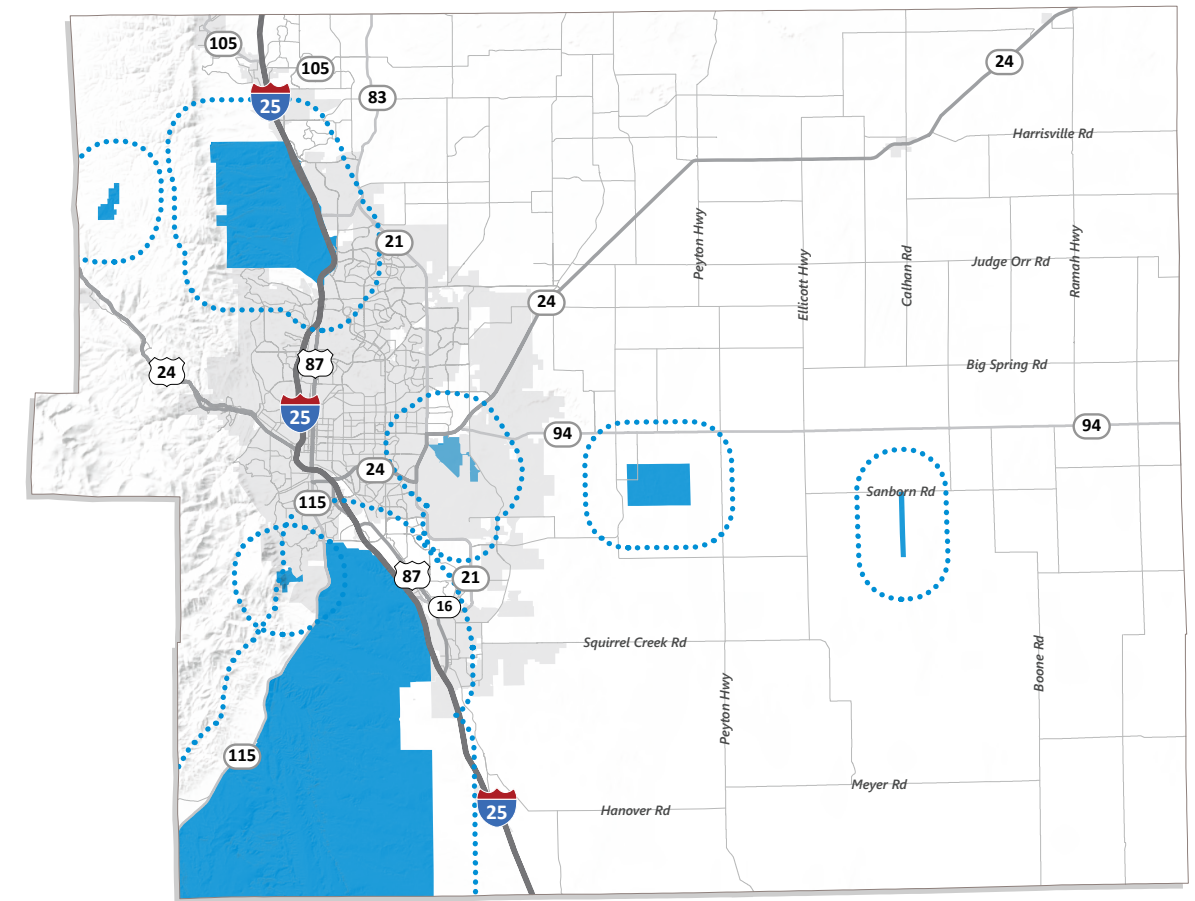 105
105
25
83
24
Harrisville Rd
21
Peyton Hwy
Ellicott Hwy
Calhan Rd
Judge Orr Rd
Ramah Hwy
24
87
24
Big Spring Rd
25
94
94
24
Sanborn Rd
115
87
21
16
Squirrel Creek Rd
Boone Rd
Peyton Hwy
115
Meyer Rd
25
Hanover Rd